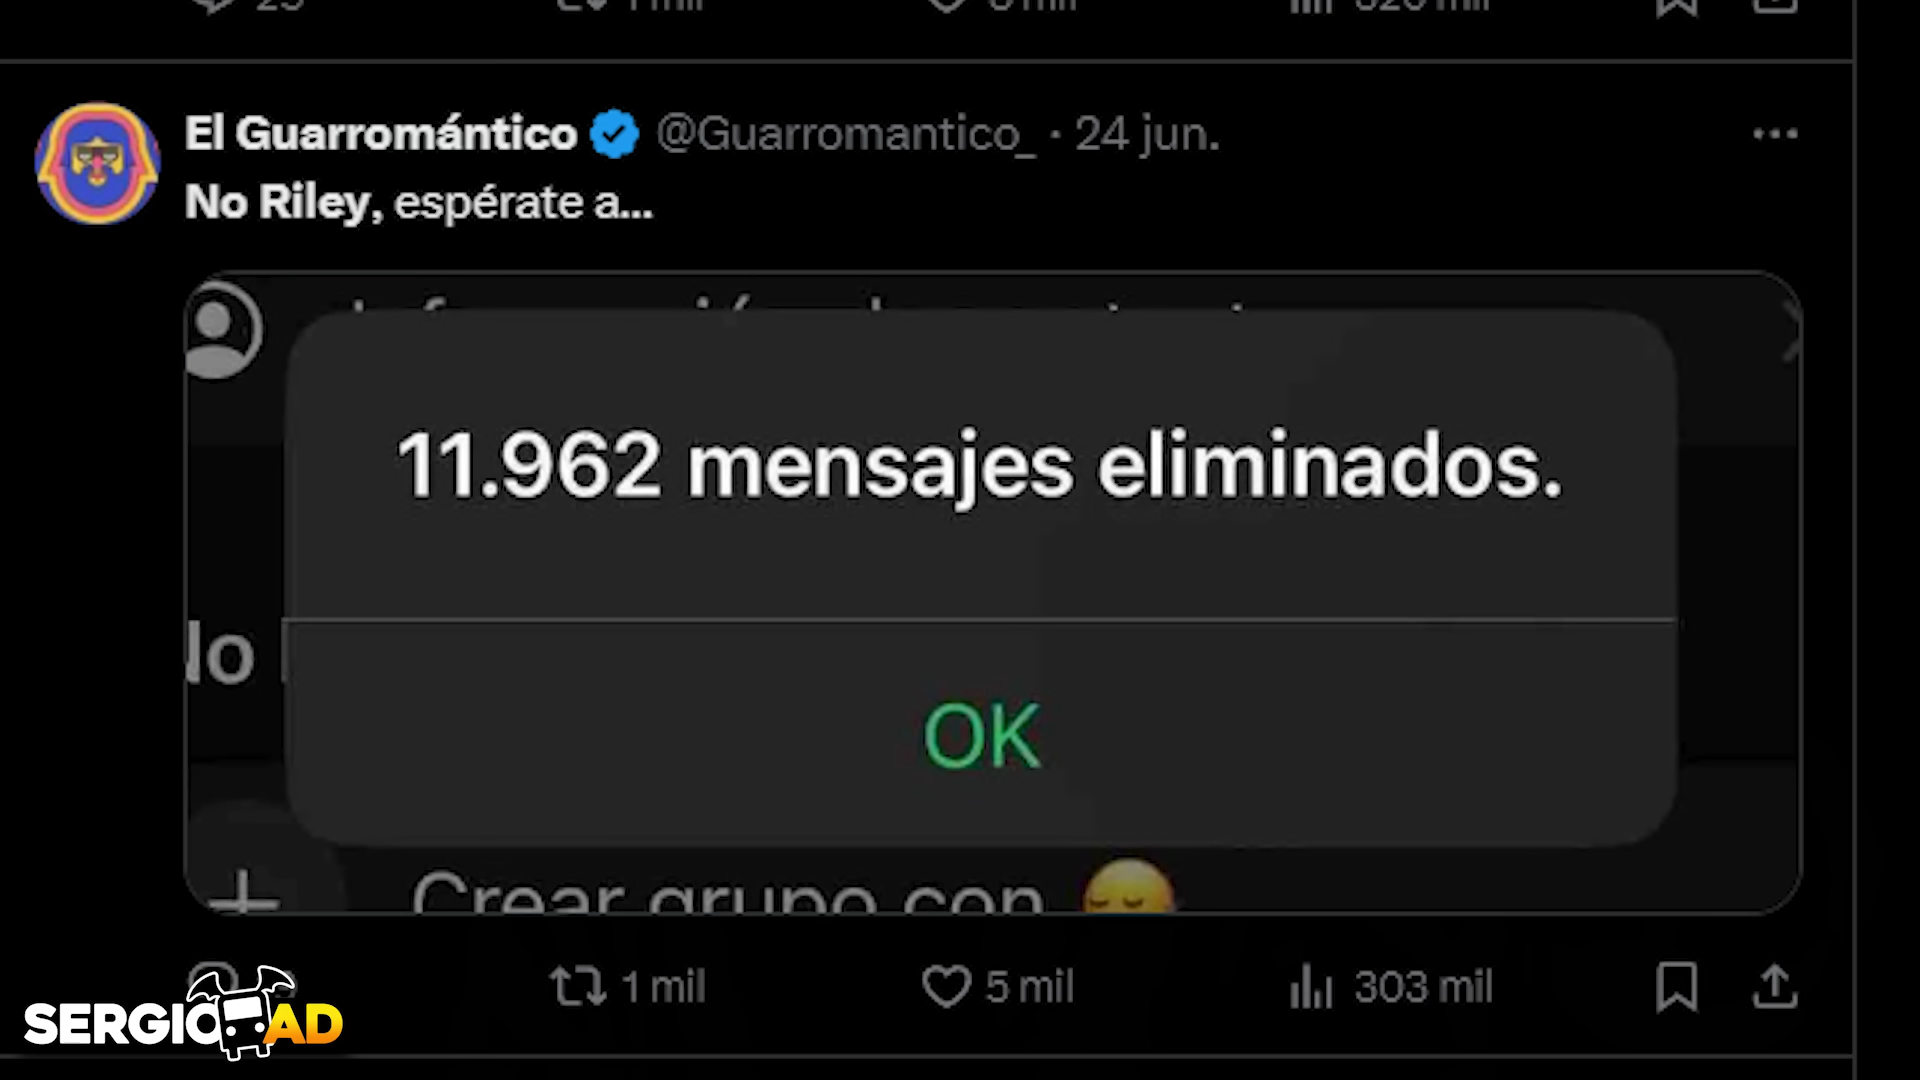 El Guarromántico @Guarromantico_ · 24 jun.
No Riley, espérate a...
11.962 mensajes eliminados.
OK
Crear grupo con
1 mil 5 mil 303 mil
SERGIO AD